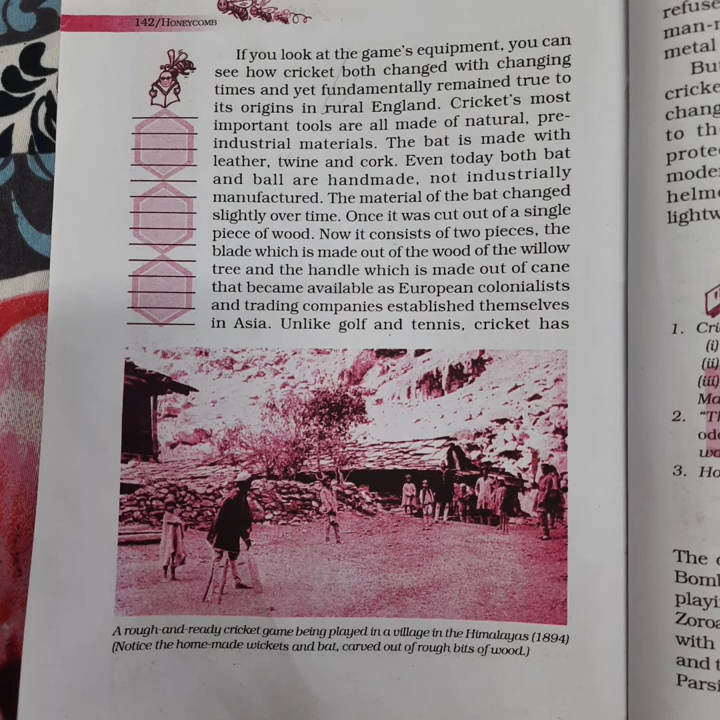 142/HONEYCOMB
If you look at the game's equipment, you can
see how cricket both changed with changing
times and yet fundamentally remained true to
its origins in rural England. Cricket's most
important tools are all made of natural, pre-
industrial materials. The bat is made with
leather, twine and cork. Even today both bat
and ball are handmade, not industrially
manufactured. The material of the bat changed
slightly over time. Once it was cut out of a single
piece of wood. Now it consists of two pieces, the
blade which is made out of the wood of the willow
tree and the handle which is made out of cane
that became available as European colonialists
and trading companies established themselves
in Asia. Unlike golf and tennis, cricket has
A rough-and-ready cricket game being played in a village in the Himalayas (1894)
(Notice the home-made wickets and bat, carved out of rough bits of wood.)
refuse
man-
metal
But
cricke
chang
to the
prote
moder
helme
lightw
1. Cri
(i)
(ii)
(iii)
Ma
2. "Th
odd
wo
3. Ho
The
Bomb
playi
Zoroa
with
and t
Parsi